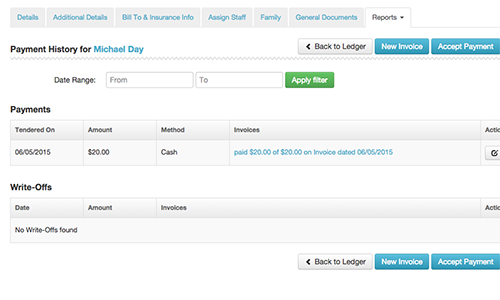 Details Additional Details Bill To & Insurance Info Assign Staff Family General Documents Reports
Payment History for Michael Day Back to Ledger New Invoice Accept Payment
Date Range: From To Apply filter
Payments
Tendered On Amount Method Invoices Actio
06/05/2015 $20.00 Cash paid $20.00 of $20.00 on Invoice dated 06/05/2015
Write-Offs
Date Amount Invoices Actio
No Write-Offs found
Back to Ledger New Invoice Accept Payment